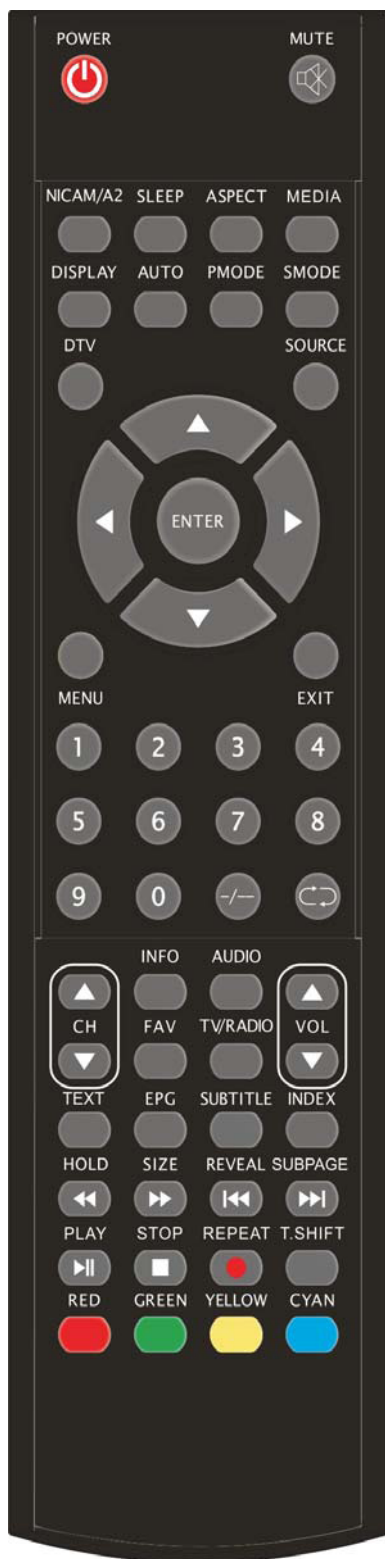 POWER MUTE
NICAM/A2 SLEEP ASPECT MEDIA
DISPLAY AUTO PMODE SMODE
DTV SOURCE
ENTER
MENU EXIT
1 2 3 4
5 6 7 8
9 0 -/--
INFO AUDIO
CH FAV TV/RADIO VOL
TEXT EPG SUBTITLE INDEX
HOLD SIZE REVEAL SUBPAGE
PLAY STOP REPEAT T.SHIFT
RED GREEN YELLOW CYAN